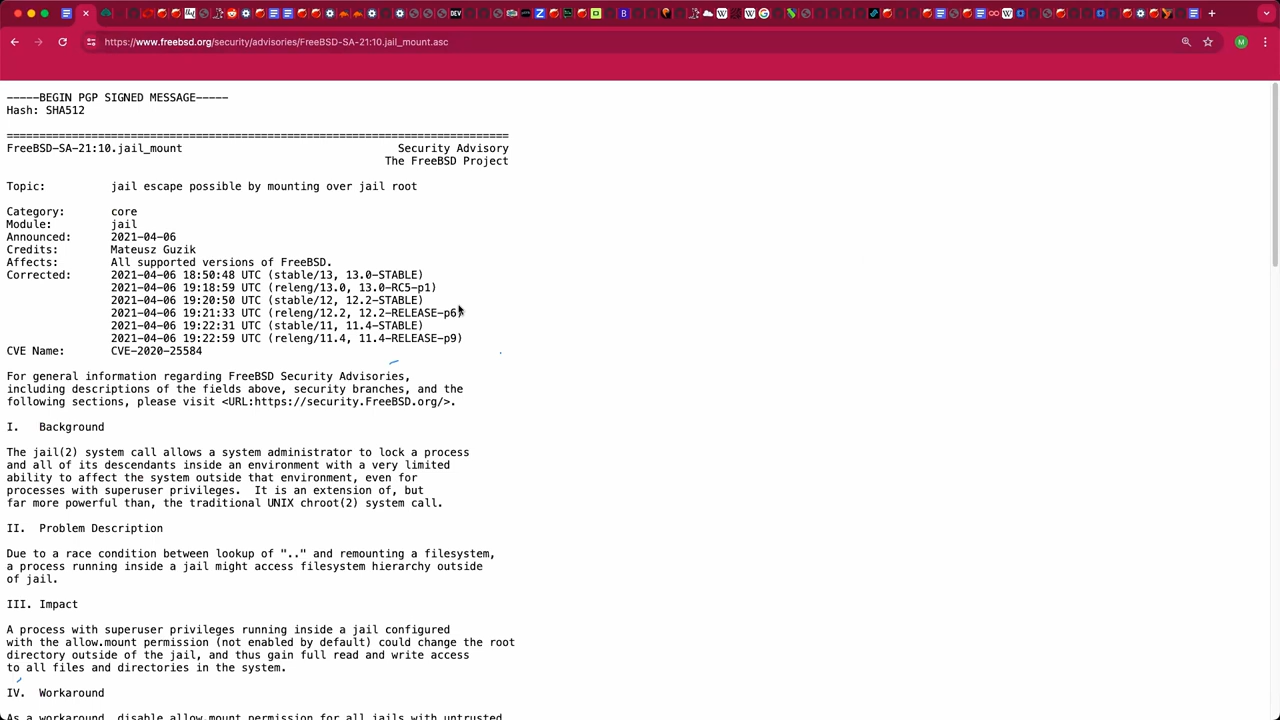 https://www.freebsd.org/security/advisories/FreeBSD-SA-21:10.jail_mount.asc
-----BEGIN PGP SIGNED MESSAGE-----
Hash: SHA512
=============================================================================
FreeBSD-SA-21:10.jail_mount                                 Security Advisory
The FreeBSD Project
Topic:          jail escape possible by mounting over jail root
Category:       core
Module:         jail
Announced:      2021-04-06
Credits:        Mateusz Guzik
Affects:        All supported versions of FreeBSD.
Corrected:      2021-04-06 18:50:48 UTC (stable/13, 13.0-STABLE)
2021-04-06 19:18:59 UTC (releng/13.0, 13.0-RC5-p1)
2021-04-06 19:20:50 UTC (stable/12, 12.2-STABLE)
2021-04-06 19:21:33 UTC (releng/12.2, 12.2-RELEASE-p6)
2021-04-06 19:22:31 UTC (stable/11, 11.4-STABLE)
2021-04-06 19:22:59 UTC (releng/11.4, 11.4-RELEASE-p9)
CVE Name:       CVE-2020-25584
For general information regarding FreeBSD Security Advisories,
including descriptions of the fields above, security branches, and the
following sections, please visit <URL:https://security.FreeBSD.org/>.
I.   Background
The jail(2) system call allows a system administrator to lock a process
and all of its descendants inside an environment with a very limited
ability to affect the system outside that environment, even for
processes with superuser privileges.  It is an extension of, but
far more powerful than, the traditional UNIX chroot(2) system call.
II.  Problem Description
Due to a race condition between lookup of ".." and remounting a filesystem,
a process running inside a jail might access filesystem hierarchy outside
of jail.
III. Impact
A process with superuser privileges running inside a jail configured
with the allow.mount permission (not enabled by default) could change the root
directory outside of the jail, and thus gain full read and write access
to all files and directories in the system.
IV.  Workaround
As a workaround, disable allow.mount permission for all jails with untrusted